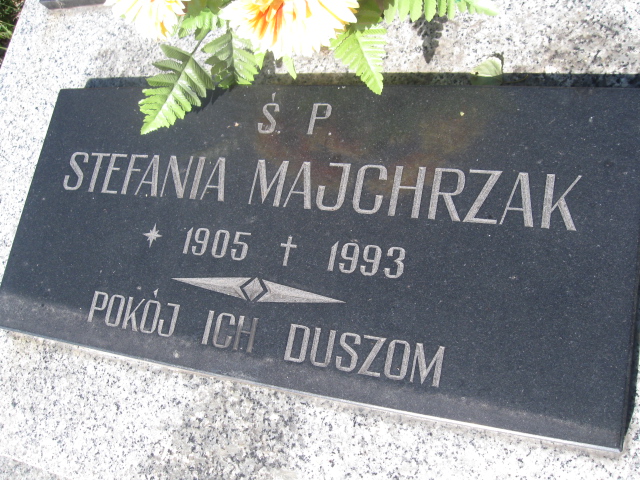 Ś P
STEFANIA MAJCHRZAK
* 1905 † 1993
POKÓJ ICH DUSZOM